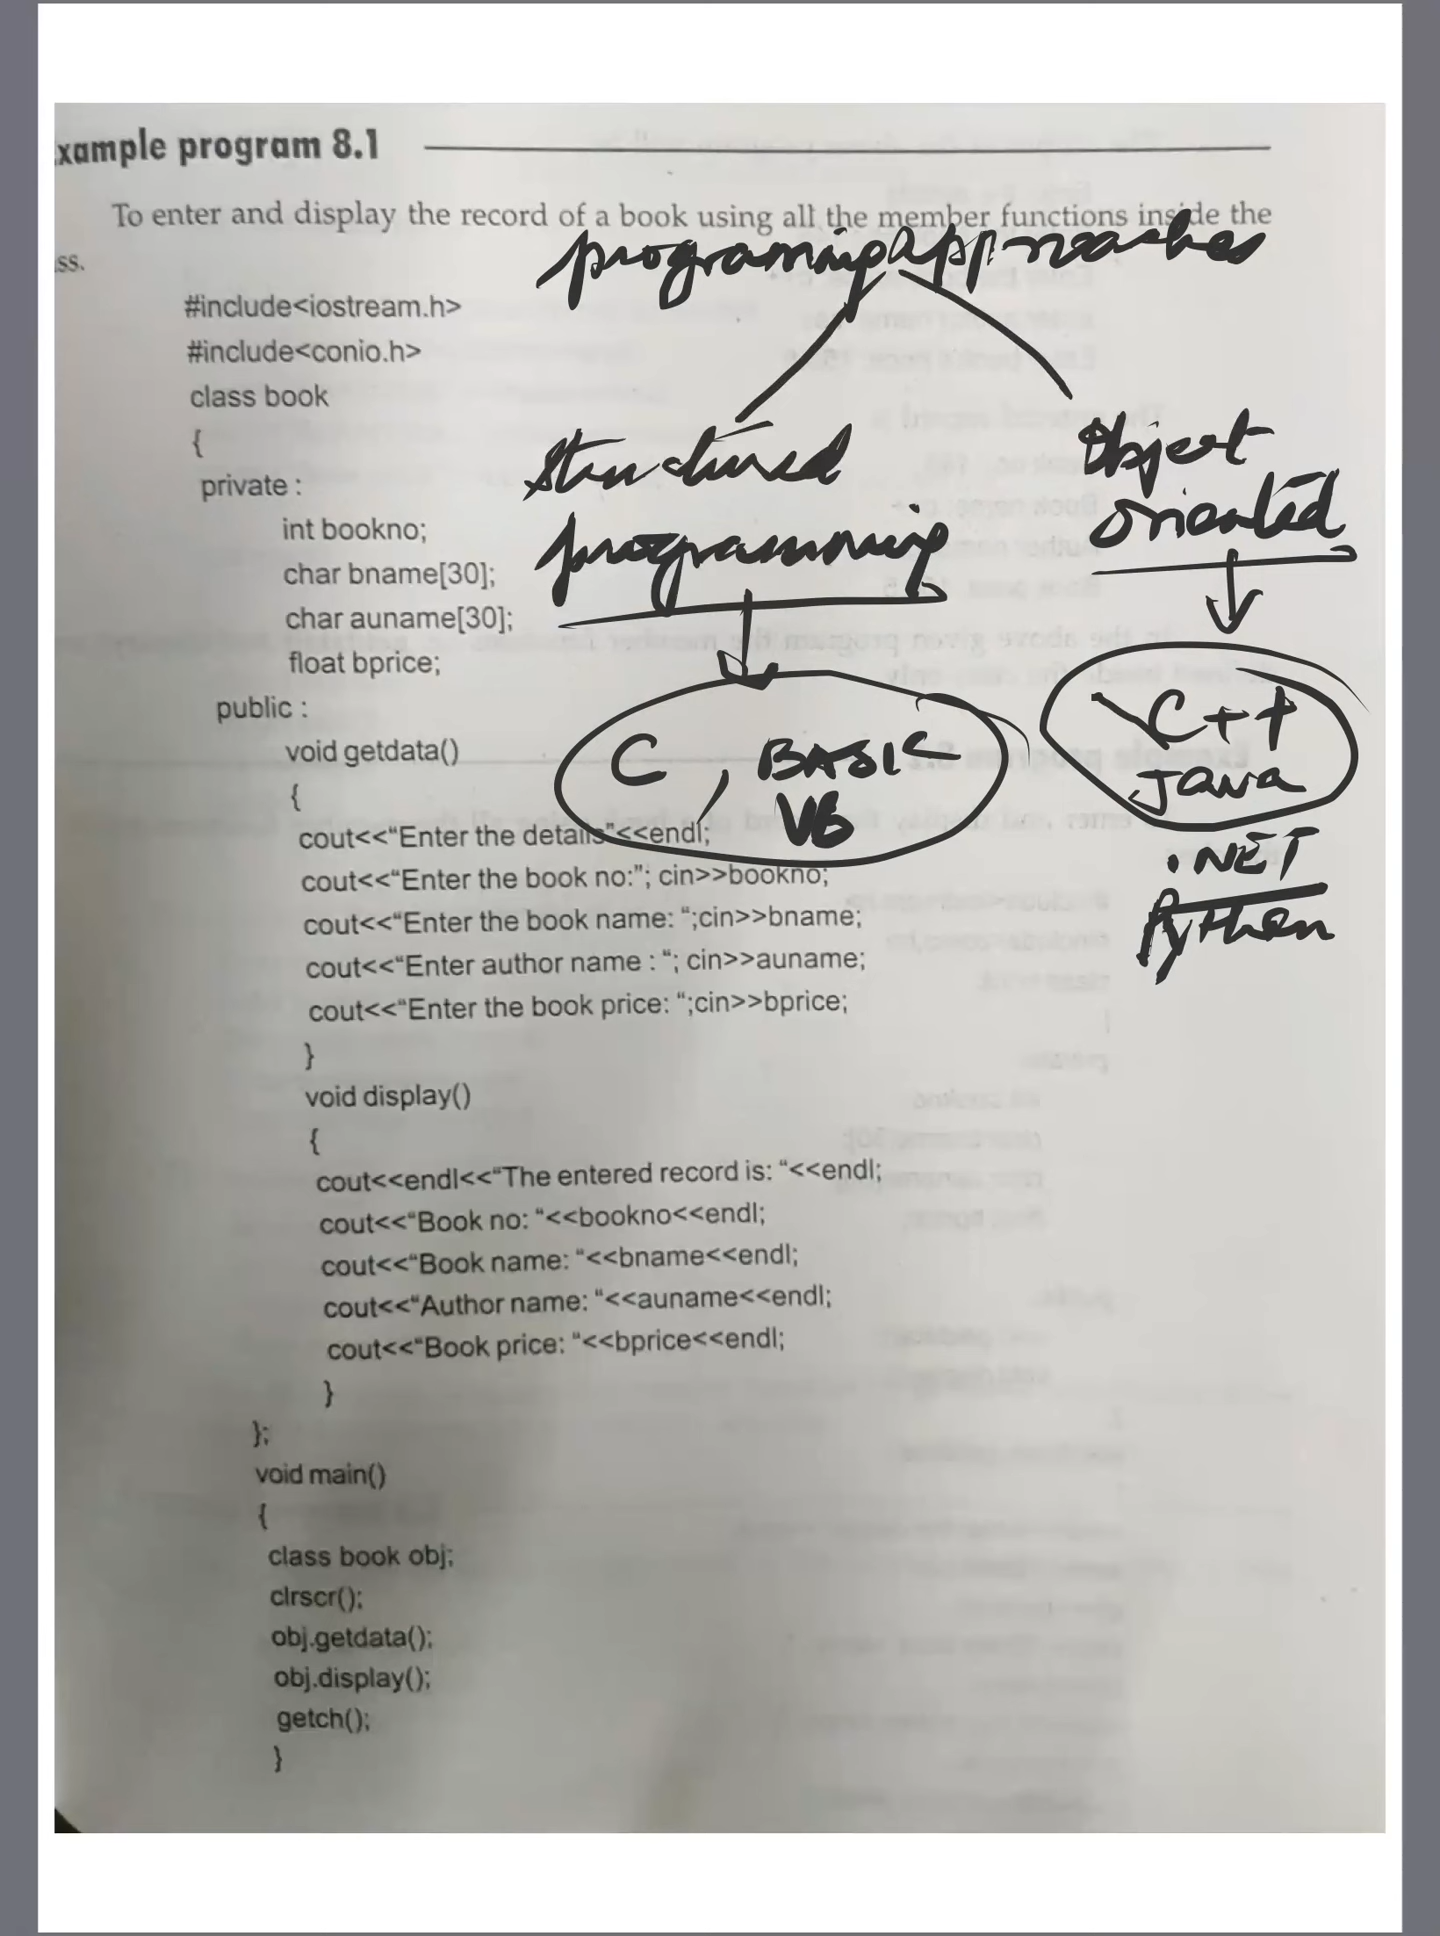 xample program 8.1
To enter and display the record of a book using all the member functions inside the
ss.
#include<iostream.h>
#include<conio.h>
class book
{
private :
int bookno;
char bname[30];
char auname[30];
float bprice;
public :
void getdata()
{
cout<<“Enter the details”<<endl;
cout<<“Enter the book no:”; cin>>bookno;
cout<<“Enter the book name: “;cin>>bname;
cout<<“Enter author name : “; cin>>auname;
cout<<“Enter the book price: “;cin>>bprice;
}
void display()
{
cout<<endl<<“The entered record is: “<<endl;
cout<<“Book no: “<<bookno<<endl;
cout<<“Book name: “<<bname<<endl;
cout<<“Author name: “<<auname<<endl;
cout<<“Book price: “<<bprice<<endl;
}
};
void main()
{
class book obj;
clrscr();
obj.getdata();
obj.display();
getch();
}
programing approaches
structured
programming
C , BASIC
VB
Object
oriented
C++
Java
.NET
Python